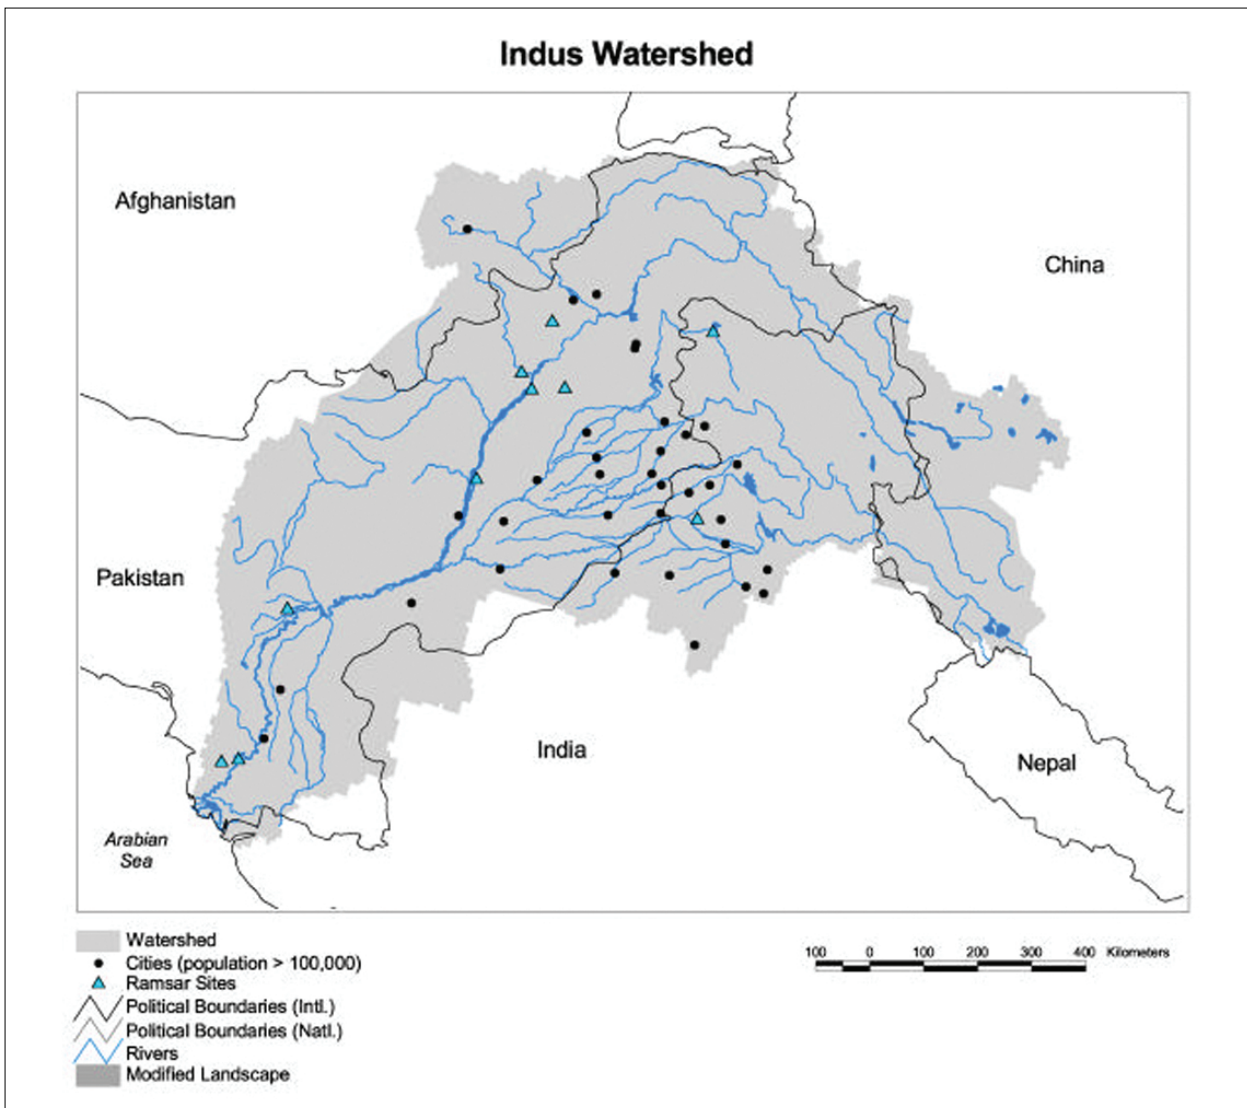 Indus Watershed
Afghanistan
China
Pakistan
India
Nepal
Arabian
Sea
Watershed
Cities (population > 100,000)
Ramsar Sites
Political Boundaries (Intl.)
Political Boundaries (Natl.)
Rivers
Modified Landscape
100 0 100 200 300 400 Kilometers